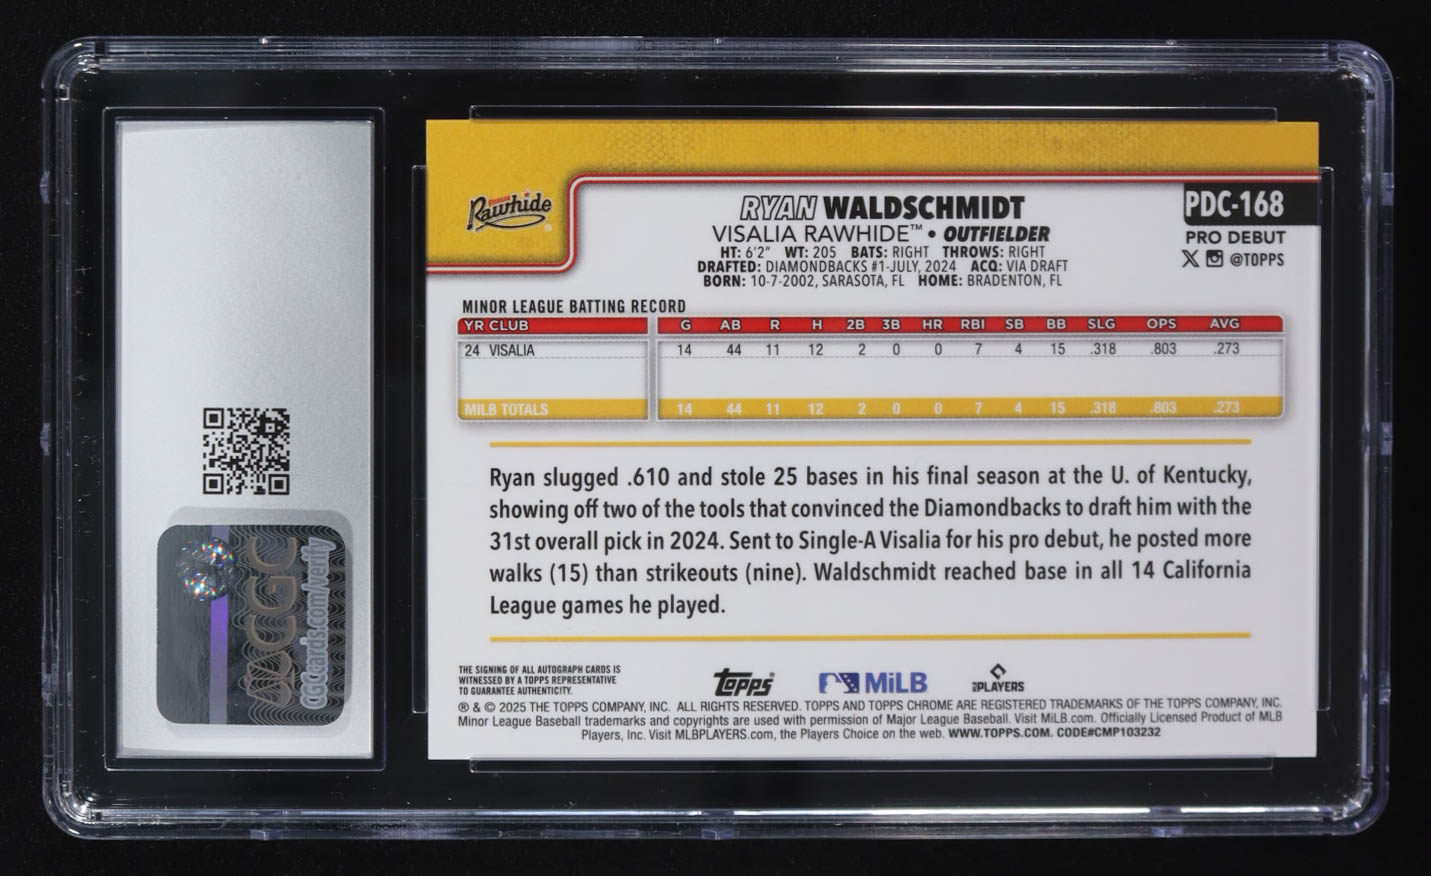 Rawhide
RYAN WALDSCHMIDT
VISALIA RAWHIDE™ • OUTFIELDER
HT: 6'2" WT: 205 BATS: RIGHT THROWS: RIGHT
DRAFTED: DIAMONDBACKS #1-JULY, 2024 ACQ: VIA DRAFT
BORN: 10-7-2002, SARASOTA, FL HOME: BRADENTON, FL
PDC-168
PRO DEBUT
@TOPPS
MINOR LEAGUE BATTING RECORD
YR CLUB G AB R H 2B 3B HR RBI SB BB SLG OPS AVG
24 VISALIA 14 44 11 12 2 0 0 7 4 15 .318 .803 .273
MILB TOTALS 14 44 11 12 2 0 0 7 4 15 .318 .803 .273
Ryan slugged .610 and stole 25 bases in his final season at the U. of Kentucky,
showing off two of the tools that convinced the Diamondbacks to draft him with the
31st overall pick in 2024. Sent to Single-A Visalia for his pro debut, he posted more
walks (15) than strikeouts (nine). Waldschmidt reached base in all 14 California
League games he played.
THE SIGNING OF ALL AUTOGRAPH CARDS IS
WITNESSED BY A TOPPS REPRESENTATIVE
TO GUARANTEE AUTHENTICITY.
Topps MiLB MLB PLAYERS
® & © 2025 THE TOPPS COMPANY, INC. ALL RIGHTS RESERVED. TOPPS AND TOPPS CHROME ARE REGISTERED TRADEMARKS OF THE TOPPS COMPANY, INC.
Minor League Baseball trademarks and copyrights are used with permission of Major League Baseball. Visit MiLB.com. Officially Licensed Product of MLB
Players, Inc. Visit MLBPLAYERS.com, the Players Choice on the web. WWW.TOPPS.COM. CODE#CMP103232
CGC
CGCcards.com/verify